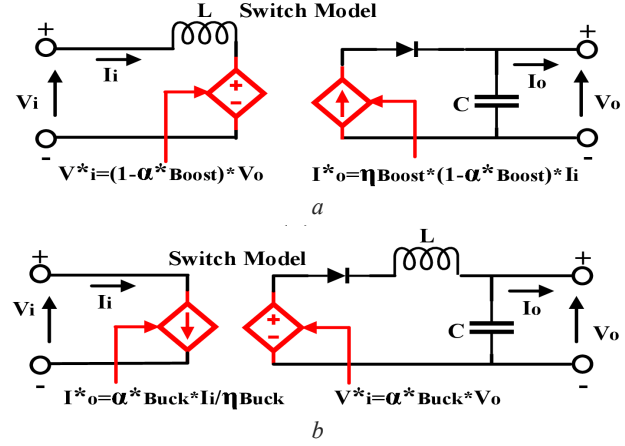 L Switch Model
+ +
Ii Io
Vi + - C Vo
- -
V*i=(1-α*Boost)*Vo I*o=ηBoost*(1-α*Boost)*Ii
a
Switch Model L
+ +
Ii Io
Vi + - C Vo
- -
I*o=α*Buck*Ii/ηBuck V*i=α*Buck*Vo
b